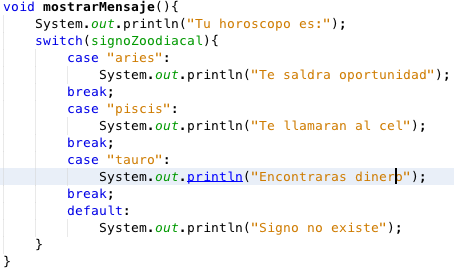 void mostrarMensaje(){
System.out.println("Tu horoscopo es:");
switch(signoZoodiacal){
case "aries":
System.out.println("Te saldra oportunidad");
break;
case "piscis":
System.out.println("Te llamaran al cel");
break;
case "tauro":
System.out.println("Encontraras dinero");
break;
default:
System.out.println("Signo no existe");
}
}